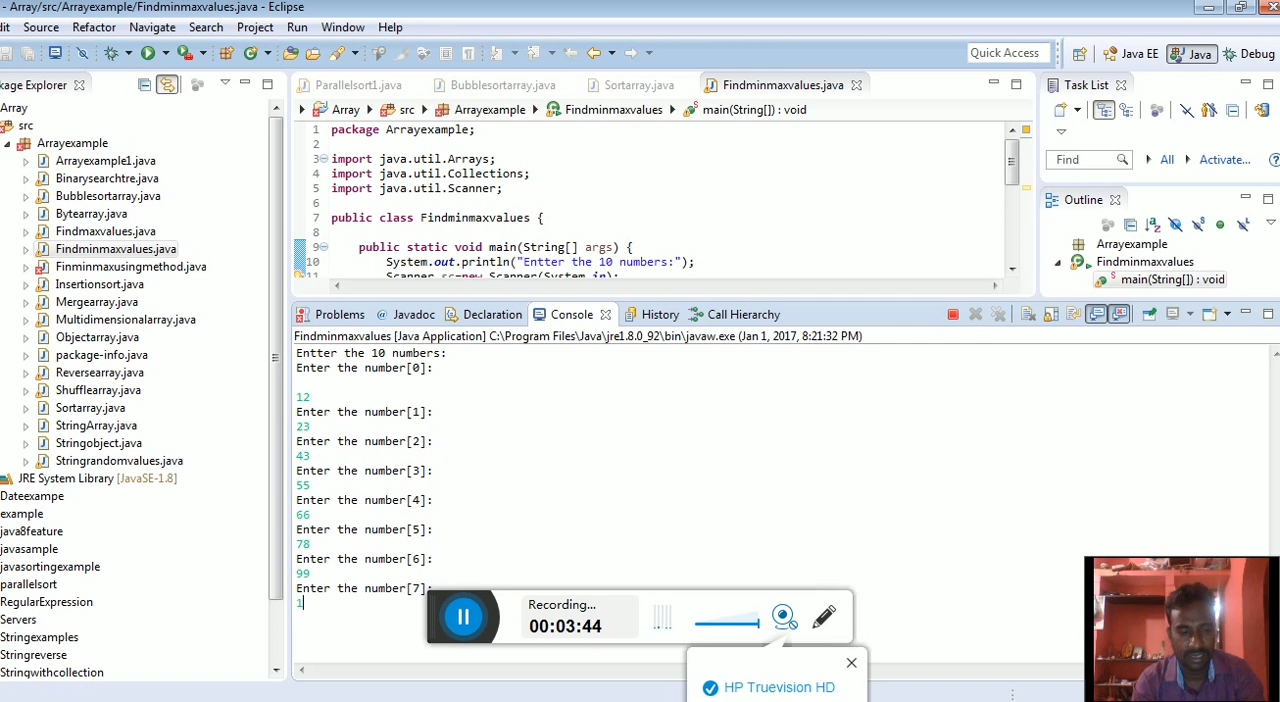 - Array/src/Arrayexample/Findminmaxvalues.java - Eclipse
dit Source Refactor Navigate Search Project Run Window Help
Quick Access Java EE Java Debug
kage Explorer
Array
src
Arrayexample
Arrayexample1.java
Binarysearchtre.java
Bubblesortarray.java
Bytearray.java
Findmaxvalues.java
Findminmaxvalues.java
Finminmaxusingmethod.java
Insertionsort.java
Mergearray.java
Multidimensionalarray.java
Objectarray.java
package-info.java
Reversearray.java
Shufflearray.java
Sortarray.java
StringArray.java
Stringobject.java
Stringrandomvalues.java
JRE System Library [JavaSE-1.8]
Dateexampe
example
java8feature
javasample
javasortingexample
parallelsort
RegularExpression
Servers
Stringexamples
Stringreverse
Stringwithcollection
Parallelsort1.java Bubblesortarray.java Sortarray.java Findminmaxvalues.java
Array src Arrayexample Findminmaxvalues main(String[]) : void
1 package Arrayexample;
2
3 import java.util.Arrays;
4 import java.util.Collections;
5 import java.util.Scanner;
6
7 public class Findminmaxvalues {
8
9 public static void main(String[] args) {
10 System.out.println("Entter the 10 numbers:");
11 Scanner sc=new Scanner(System.in);
Task List
Find All Activate...
Outline
Arrayexample
Findminmaxvalues
main(String[]) : void
Problems @ Javadoc Declaration Console History Call Hierarchy
Findminmaxvalues [Java Application] C:\Program Files\Java\jre1.8.0_92\bin\javaw.exe (Jan 1, 2017, 8:21:32 PM)
Entter the 10 numbers:
Enter the number[0]:
12
Enter the number[1]:
23
Enter the number[2]:
43
Enter the number[3]:
55
Enter the number[4]:
66
Enter the number[5]:
78
Enter the number[6]:
99
Enter the number[7]:
1
Recording...
00:03:44
HP Truevision HD